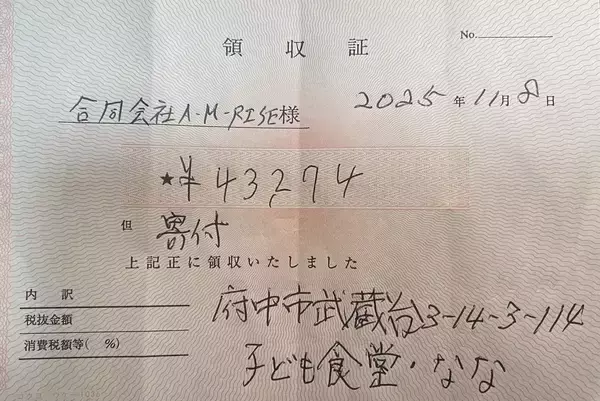 領収証
No.
合同会社A-M-RISE様
2025年11月8日
★¥43,294
但 寄付
上記正に領収いたしました
内訳
税抜金額
消費税額等( %)
府中市武蔵台3-14-3-114
子ども食堂・なな